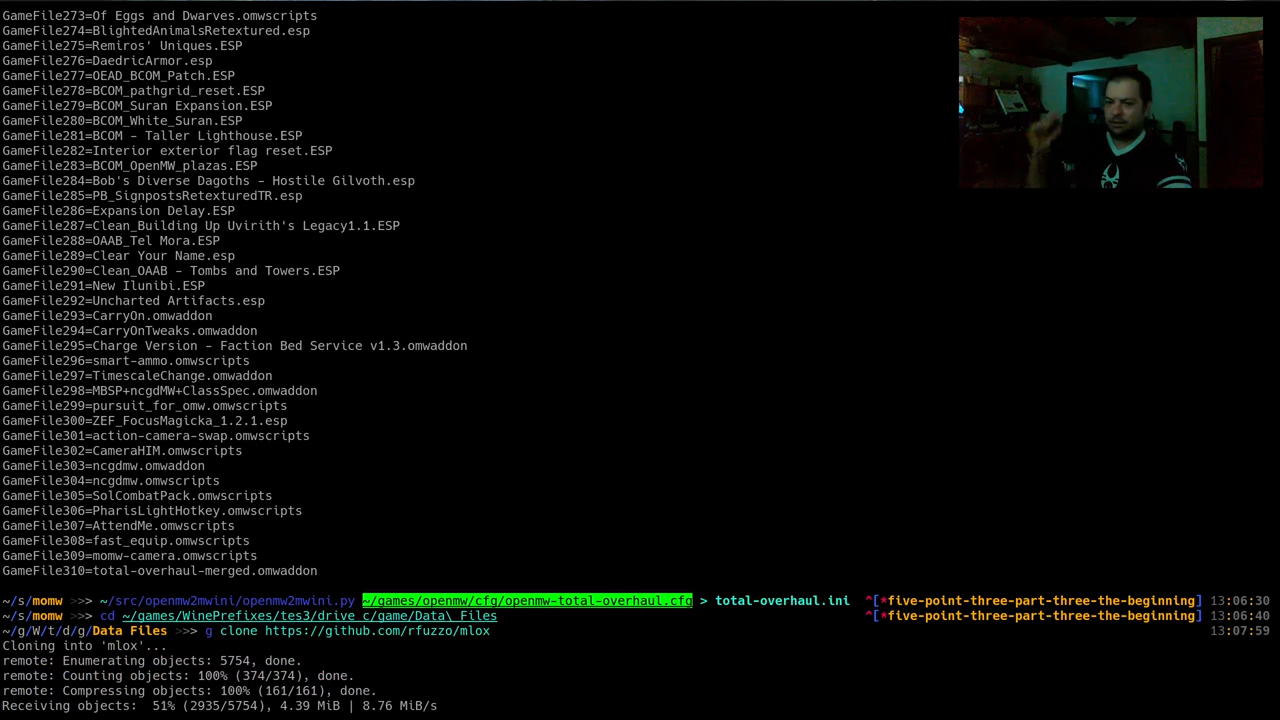 GameFile273=Of Eggs and Dwarves.omwscripts
GameFile274=BlightedAnimalsRetextured.esp
GameFile275=Remiros' Uniques.ESP
GameFile276=DaedricArmor.esp
GameFile277=OEAD_BCOM_Patch.ESP
GameFile278=BCOM_pathgrid_reset.ESP
GameFile279=BCOM_Suran Expansion.ESP
GameFile280=BCOM_White_Suran.ESP
GameFile281=BCOM - Taller Lighthouse.ESP
GameFile282=Interior exterior flag reset.ESP
GameFile283=BCOM_OpenMW_plazas.ESP
GameFile284=Bob's Diverse Dagoths - Hostile Gilvoth.esp
GameFile285=PB_SignpostsRetexturedTR.esp
GameFile286=Expansion Delay.ESP
GameFile287=Clean_Building Up Uvirith's Legacy1.1.ESP
GameFile288=OAAB_Tel Mora.ESP
GameFile289=Clear Your Name.esp
GameFile290=Clean_OAAB - Tombs and Towers.ESP
GameFile291=New Ilunibi.ESP
GameFile292=Uncharted Artifacts.esp
GameFile293=CarryOn.omwaddon
GameFile294=CarryOnTweaks.omwaddon
GameFile295=Charge Version - Faction Bed Service v1.3.omwaddon
GameFile296=smart-ammo.omwscripts
GameFile297=TimescaleChange.omwaddon
GameFile298=MBSP+ncgdMW+ClassSpec.omwaddon
GameFile299=pursuit_for_omw.omwscripts
GameFile300=ZEF_FocusMagicka_1.2.1.esp
GameFile301=action-camera-swap.omwscripts
GameFile302=CameraHIM.omwscripts
GameFile303=ncgdmw.omwaddon
GameFile304=ncgdmw.omwscripts
GameFile305=SolCombatPack.omwscripts
GameFile306=PharisLightHotkey.omwscripts
GameFile307=AttendMe.omwscripts
GameFile308=fast_equip.omwscripts
GameFile309=momw-camera.omwscripts
GameFile310=total-overhaul-merged.omwaddon
~/s/momw >>> ~/src/openmw2mwini/openmw2mwini.py ~/games/openmw/cfg/openmw-total-overhaul.cfg > total-overhaul.ini ^[*five-point-three-part-three-the-beginning] 13:06:30
~/s/momw >>> cd ~/games/WinePrefixes/tes3/drive_c/game/Data\ Files ^[*five-point-three-part-three-the-beginning] 13:06:40
~/g/W/t/d/g/Data Files >>> g clone https://github.com/rfuzzo/mlox 13:07:59
Cloning into 'mlox'...
remote: Enumerating objects: 5754, done.
remote: Counting objects: 100% (374/374), done.
remote: Compressing objects: 100% (161/161), done.
Receiving objects:  51% (2935/5754), 4.39 MiB | 8.76 MiB/s